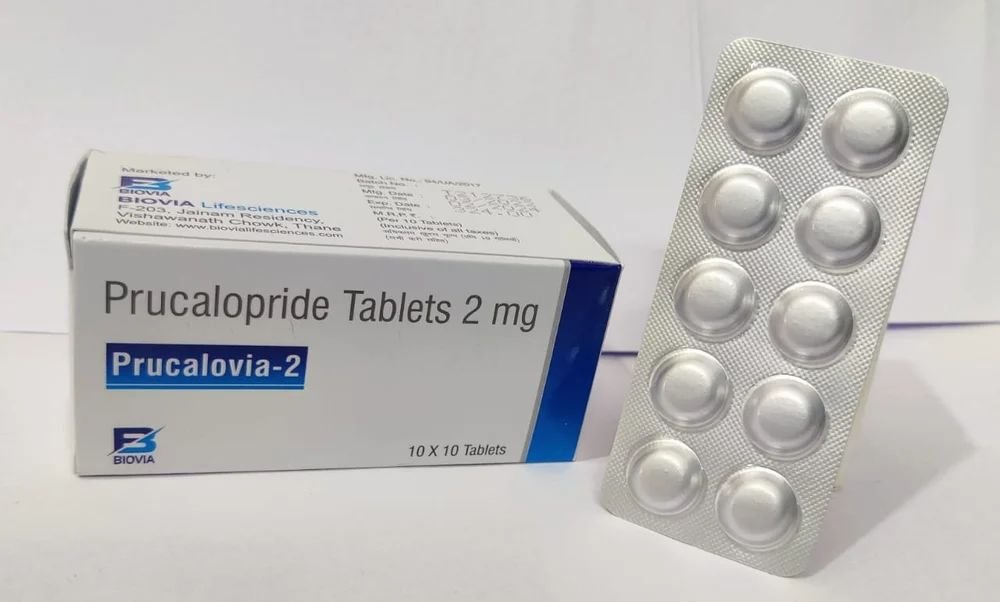 Marketed by:
BIOVIA
BIOVIA Lifesciences
F-203, Jainam Residency,
Vishawanath Chowk, Thane
Website: www.biovialifesciences.com
Mfg. Lic. No.
Batch No. :
Mfg. Date :
Exp. Date :
M.R.P.₹
(Per 10 Tablets)
(Inclusive of all taxes)
Prucalopride Tablets 2 mg
Prucalovia-2
BIOVIA
10 X 10 Tablets